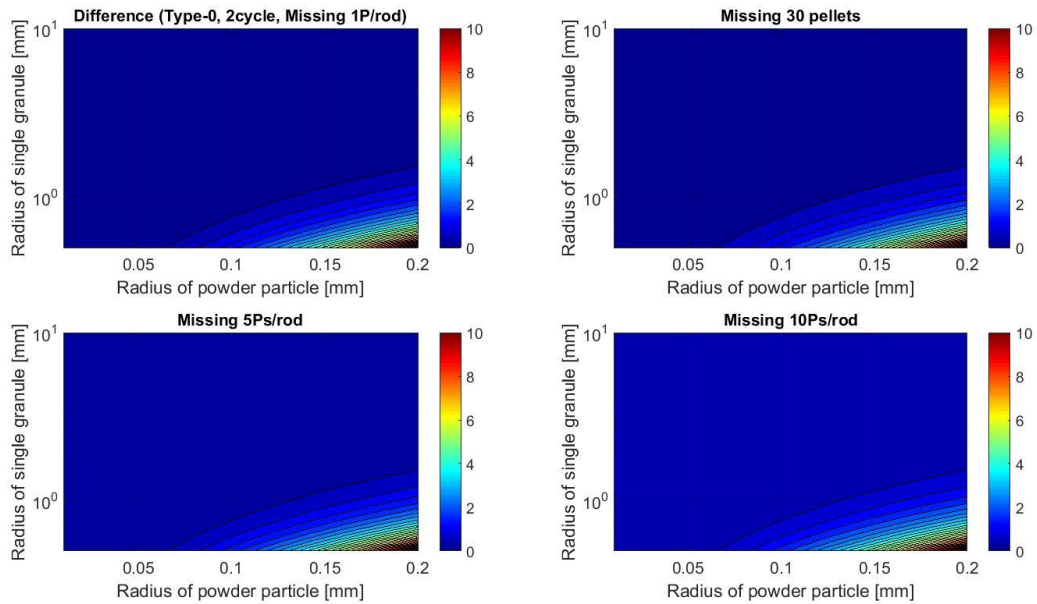 Difference (Type-0, 2cycle, Missing 1P/rod)
10^1
10^0
Radius of single granule [mm]
0.05 0.1 0.15 0.2
Radius of powder particle [mm]
10
8
6
4
2
0
Missing 30 pellets
10^1
10^0
Radius of single granule [mm]
0.05 0.1 0.15 0.2
Radius of powder particle [mm]
10
8
6
4
2
0
Missing 5Ps/rod
10^1
10^0
Radius of single granule [mm]
0.05 0.1 0.15 0.2
Radius of powder particle [mm]
10
8
6
4
2
0
Missing 10Ps/rod
10^1
10^0
Radius of single granule [mm]
0.05 0.1 0.15 0.2
Radius of powder particle [mm]
10
8
6
4
2
0